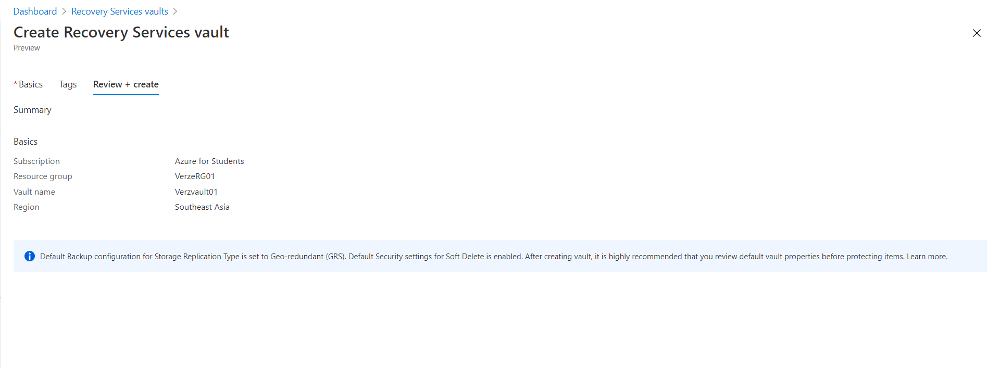 Dashboard > Recovery Services vaults >
Create Recovery Services vault
Preview
* Basics Tags Review + create
Summary
Basics
Subscription Azure for Students
Resource group VerzeRG01
Vault name Verzvault01
Region Southeast Asia
Default Backup configuration for Storage Replication Type is set to Geo-redundant (GRS). Default Security settings for Soft Delete is enabled. After creating vault, it is highly recommended that you review default vault properties before protecting items. Learn more.